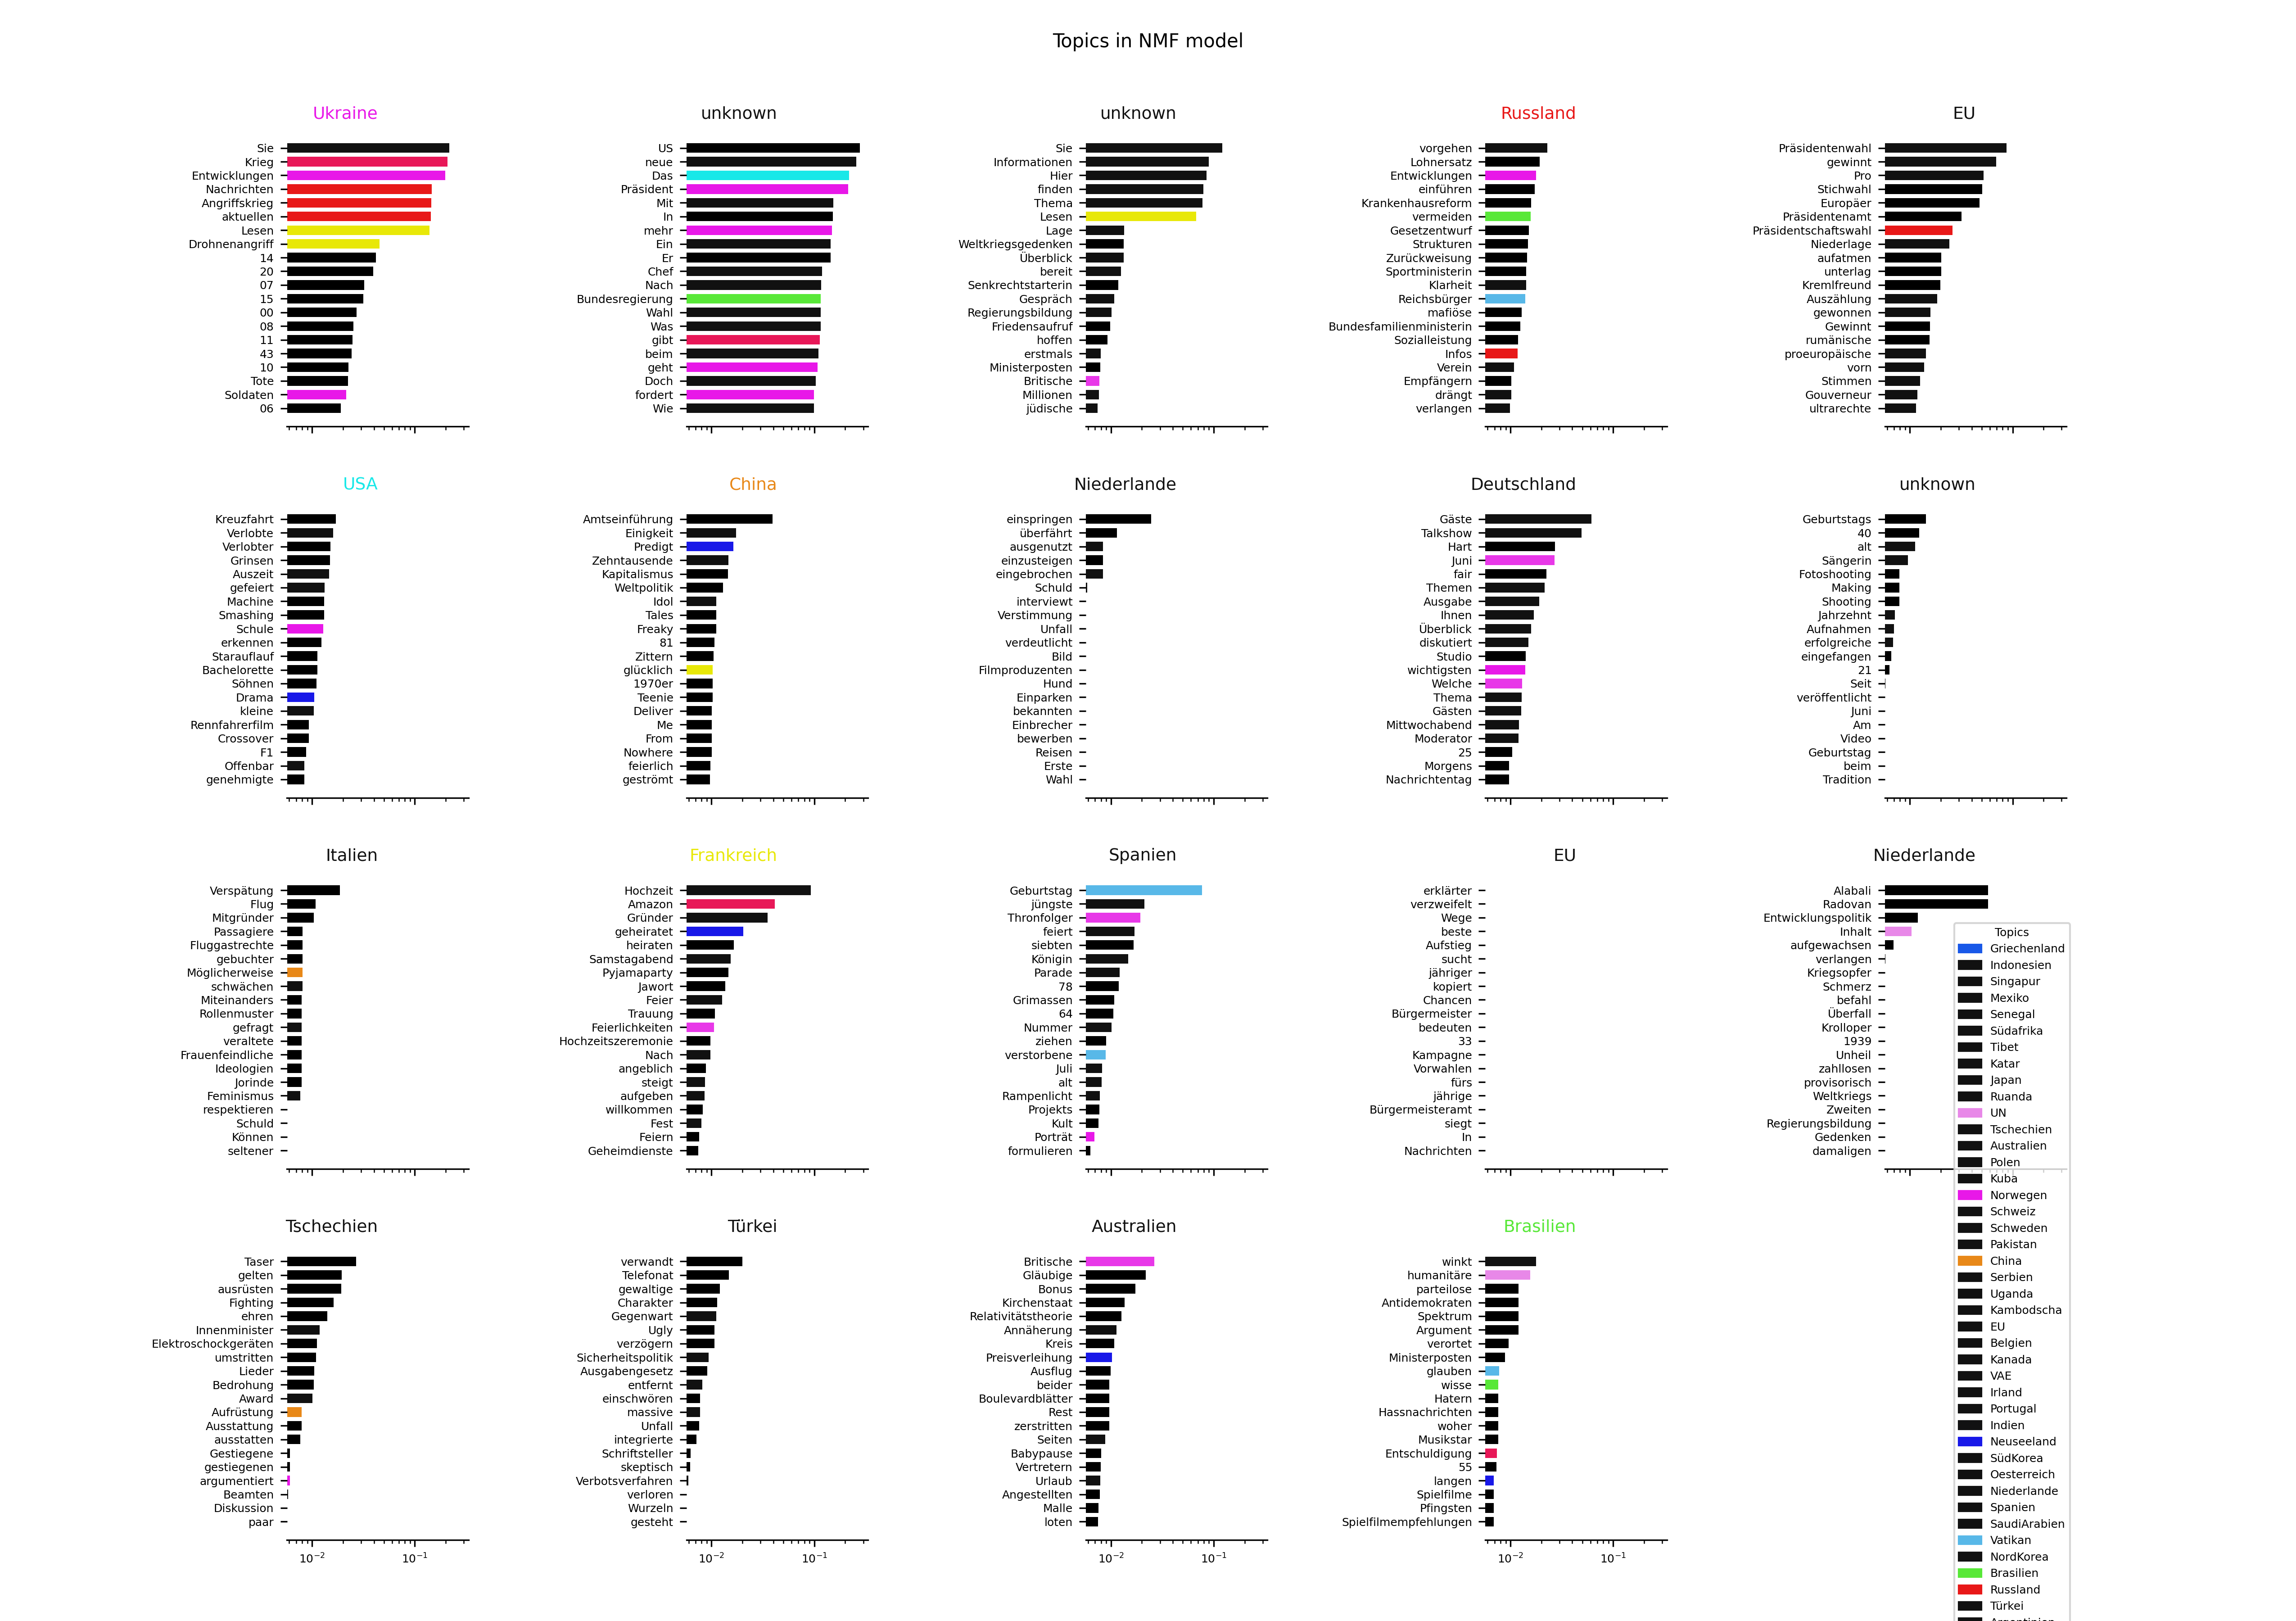 Topics in NMF model
Ukraine
Sie
Krieg
Entwicklungen
Nachrichten
Angriffskrieg
aktuellen
Lesen
Drohnenangriff
14
20
07
15
00
08
11
43
10
Tote
Soldaten
06
unknown
US
neue
Das
Präsident
Mit
In
mehr
Ein
Er
Chef
Nach
Bundesregierung
Wahl
Was
gibt
beim
geht
Doch
fordert
Wie
unknown
Sie
Informationen
Hier
finden
Thema
Lesen
Lage
Weltkriegsgedenken
Überblick
bereit
Senkrechtstarterin
Gespräch
Regierungsbildung
Friedensaufruf
hoffen
erstmals
Ministerposten
Britische
Millionen
jüdische
Russland
vorgehen
Lohnersatz
Entwicklungen
einführen
Krankenhausreform
vermeiden
Gesetzentwurf
Strukturen
Zurückweisung
Sportministerin
Klarheit
Reichsbürger
mafiöse
Bundesfamilienministerin
Sozialleistung
Infos
Verein
Empfängern
drängt
verlangen
EU
Präsidentenwahl
gewinnt
Pro
Stichwahl
Europäer
Präsidentenamt
Präsidentschaftswahl
Niederlage
aufatmen
unterlag
Kremlfreund
Auszählung
gewonnen
Gewinnt
rumänische
proeuropäische
vorn
Stimmen
Gouverneur
ultrarechte
USA
Kreuzfahrt
Verlobte
Verlobter
Grinsen
Auszeit
gefeiert
Machine
Smashing
Schule
erkennen
Starauflauf
Bachelorette
Söhnen
Drama
kleine
Rennfahrerfilm
Crossover
F1
Offenbar
genehmigte
China
Amtseinführung
Einigkeit
Predigt
Zehntausende
Kapitalismus
Weltpolitik
Idol
Tales
Freaky
81
Zittern
glücklich
1970er
Teenie
Deliver
Me
From
Nowhere
feierlich
geströmt
Niederlande
einspringen
überfährt
ausgenutzt
einzusteigen
eingebrochen
Schuld
interviewt
Verstimmung
Unfall
verdeutlicht
Bild
Filmproduzenten
Hund
Einparken
bekannten
Einbrecher
bewerben
Reisen
Erste
Wahl
Deutschland
Gäste
Talkshow
Hart
Juni
fair
Themen
Ausgabe
Ihnen
Überblick
diskutiert
Studio
wichtigsten
Welche
Thema
Gästen
Mittwochabend
Moderator
25
Morgens
Nachrichtentag
unknown
Geburtstags
40
alt
Sängerin
Fotoshooting
Making
Shooting
Jahrzehnt
Aufnahmen
erfolgreiche
eingefangen
21
Seit
veröffentlicht
Juni
Am
Video
Geburtstag
beim
Tradition
Italien
Verspätung
Flug
Mitgründer
Passagiere
Fluggastrechte
gebuchter
Möglicherweise
schwächen
Miteinanders
Rollenmuster
gefragt
veraltete
Frauenfeindliche
Ideologien
Jorinde
Feminismus
respektieren
Schuld
Können
seltener
Frankreich
Hochzeit
Amazon
Gründer
geheiratet
heiraten
Samstagabend
Pyjamaparty
Jawort
Feier
Trauung
Feierlichkeiten
Hochzeitszeremonie
Nach
angeblich
steigt
aufgeben
willkommen
Fest
Feiern
Geheimdienste
Spanien
Geburtstag
jüngste
Thronfolger
feiert
siebten
Königin
Parade
78
Grimassen
64
Nummer
ziehen
verstorbene
Juli
alt
Rampenlicht
Projekts
Kult
Porträt
formulieren
EU
erklärter
verzweifelt
Wege
beste
Aufstieg
sucht
jähriger
kopiert
Chancen
Bürgermeister
bedeuten
33
Kampagne
Vorwahlen
fürs
jährige
Bürgermeisteramt
siegt
In
Nachrichten
Niederlande
Alabali
Radovan
Entwicklungspolitik
Inhalt
aufgewachsen
verlangen
Kriegsopfer
Schmerz
befahl
Überfall
Krolloper
1939
Unheil
zahllosen
provisorisch
Weltkriegs
Zweiten
Regierungsbildung
Gedenken
damaligen
Tschechien
Taser
gelten
ausrüsten
Fighting
ehren
Innenminister
Elektroschockgeräten
umstritten
Lieder
Bedrohung
Award
Aufrüstung
Ausstattung
ausstatten
Gestiegene
gestiegenen
argumentiert
Beamten
Diskussion
paar
10⁻² 10⁻¹
Türkei
verwandt
Telefonat
gewaltige
Charakter
Gegenwart
Ugly
verzögern
Sicherheitspolitik
Ausgabengesetz
entfernt
einschwören
massive
Unfall
integrierte
Schriftsteller
skeptisch
Verbotsverfahren
verloren
Wurzeln
gesteht
10⁻² 10⁻¹
Australien
Britische
Gläubige
Bonus
Kirchenstaat
Relativitätstheorie
Annäherung
Kreis
Preisverleihung
Ausflug
beider
Boulevardblätter
Rest
zerstritten
Seiten
Babypause
Vertretern
Urlaub
Angestellten
Malle
loten
10⁻² 10⁻¹
Brasilien
winkt
humanitäre
parteilose
Antidemokraten
Spektrum
Argument
verortet
Ministerposten
glauben
wisse
Hatern
Hassnachrichten
woher
Musikstar
Entschuldigung
55
langen
Spielfilme
Pfingsten
Spielfilmempfehlungen
10⁻² 10⁻¹
Topics
Griechenland
Indonesien
Singapur
Mexiko
Senegal
Südafrika
Tibet
Katar
Japan
Ruanda
UN
Tschechien
Australien
Polen
Kuba
Norwegen
Schweiz
Schweden
Pakistan
China
Serbien
Uganda
Kambodscha
EU
Belgien
Kanada
VAE
Irland
Portugal
Indien
Neuseeland
SüdKorea
Oesterreich
Niederlande
Spanien
SaudiArabien
Vatikan
NordKorea
Brasilien
Russland
Türkei